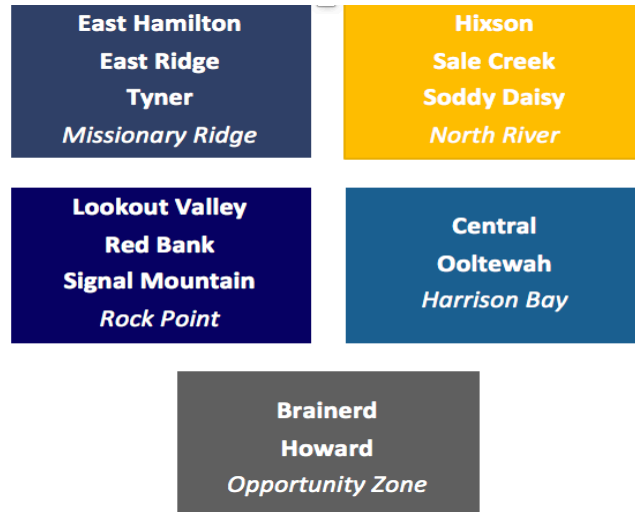 East Hamilton
East Ridge
Tyner
Missionary Ridge
Hixson
Sale Creek
Soddy Daisy
North River
Lookout Valley
Red Bank
Signal Mountain
Rock Point
Central
Ooltewah
Harrison Bay
Brainerd
Howard
Opportunity Zone